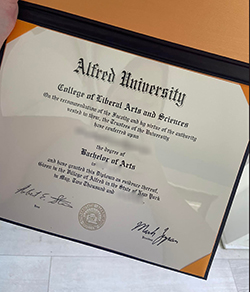 Alfred University
College of Liberal Arts and Sciences
On the recommendation of the Faculty and by virtue of the authority
vested in them, the Trustees of the University
have conferred upon
the degree of
Bachelor of Arts
and have granted this Diploma as evidence thereof.
Given in the Village of Alfred in the State of New York
in May, Two Thousand and